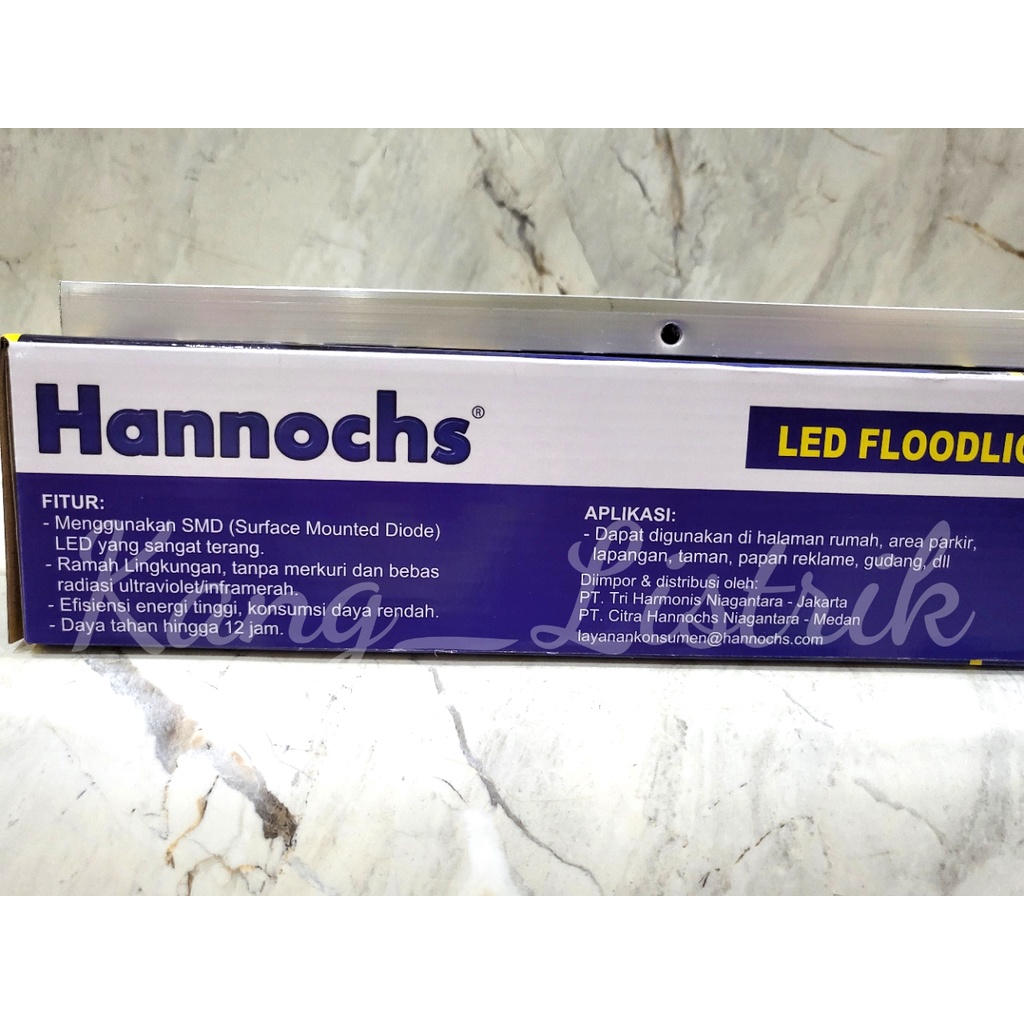 Hannochs®
LED FLOODLIG
FITUR:
- Menggunakan SMD (Surface Mounted Diode)
LED yang sangat terang.
- Ramah Lingkungan, tanpa merkuri dan bebas
radiasi ultraviolet/inframerah.
- Efisiensi energi tinggi, konsumsi daya rendah.
- Daya tahan hingga 12 jam.
APLIKASI:
- Dapat digunakan di halaman rumah, area parkir,
lapangan, taman, papan reklame, gudang, dll
Diimpor & distribusi oleh:
PT. Tri Harmonis Niagantara - Jakarta
PT. Citra Hannochs Niagantara - Medan
layanankonsumen@hannochs.com
Kang_Listrik